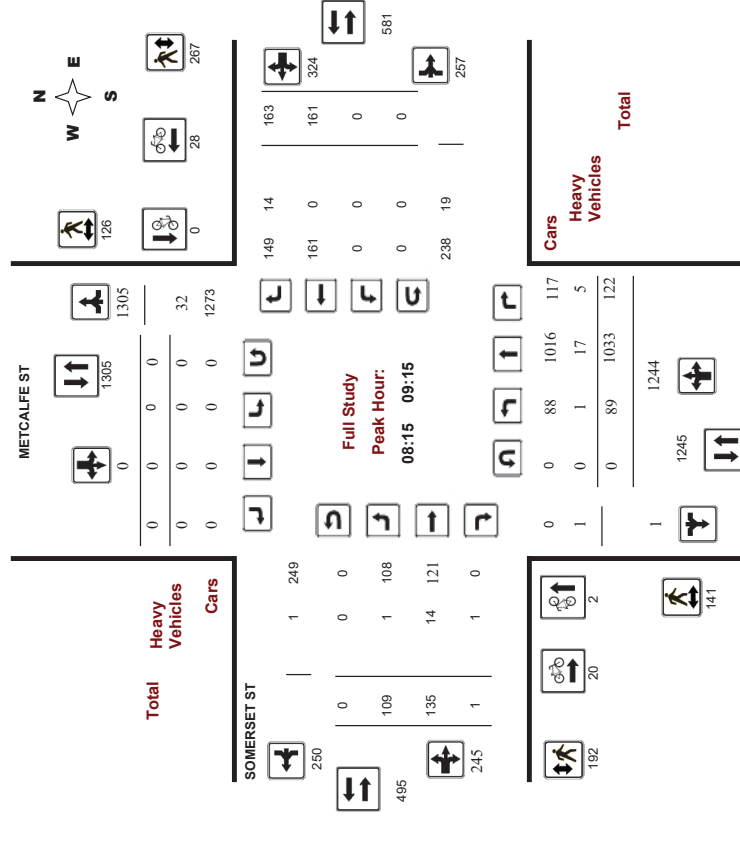 METCALFE ST
N
W E
S
1305
0
1305
126
267
0
28
0 0 0 0
0 0 0 0 32
0 0 0 0 1273
Total
Heavy
Vehicles
Cars
SOMERSET ST
250
1 249
495
0 0 0
109 1 108
135 14 121
1 1 0
245
Full Study
Peak Hour:
08:15 09:15
149 14 163
161 0 161
0 0 0
0 0 0
238 19
324
581
257
0 0 88 1016 117
1 0 1 17 5
0 89 1033 122
1
1244
1245
Cars
Heavy
Vehicles
Total
192
20
2
141